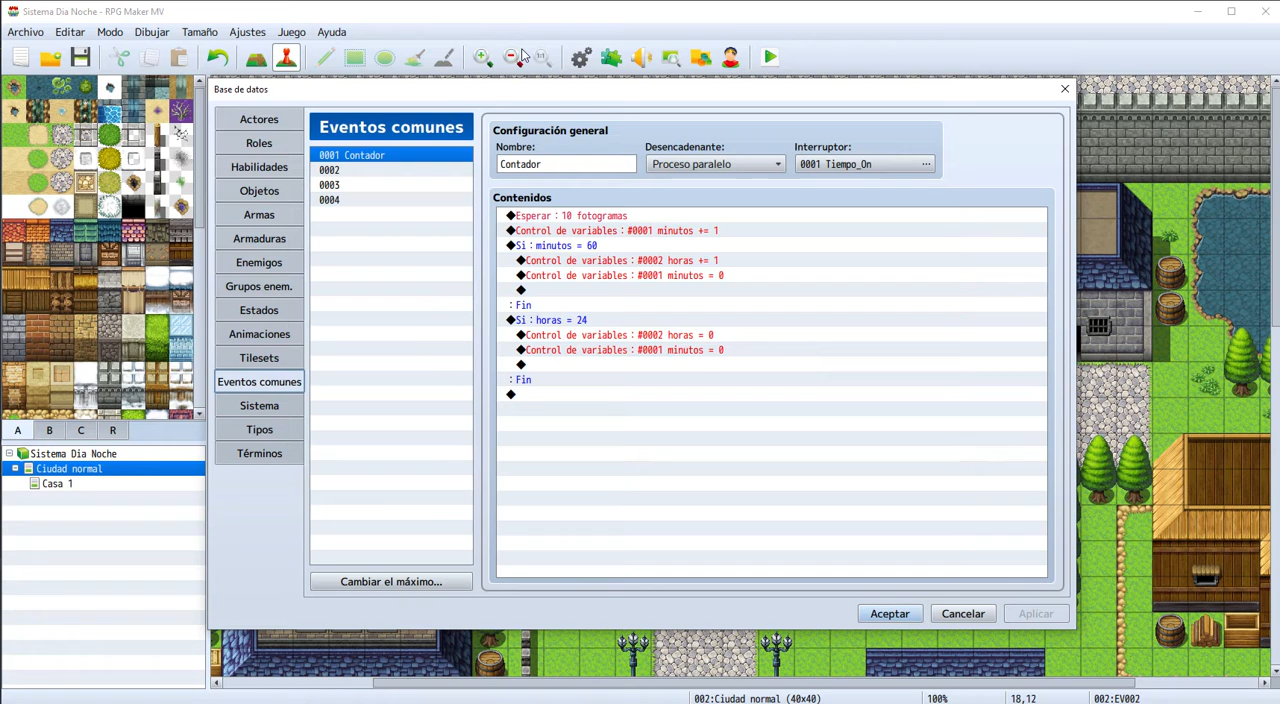 Sistema Dia Noche - RPG Maker MV
Archivo Editar Modo Dibujar Tamaño Ajustes Juego Ayuda
1:1
Base de datos
Actores
Roles
Habilidades
Objetos
Armas
Armaduras
Enemigos
Grupos enem.
Estados
Animaciones
Tilesets
Eventos comunes
Sistema
Tipos
Términos
Eventos comunes
0001 Contador
0002
0003
0004
Cambiar el máximo...
Configuración general
Nombre: Desencadenante: Interruptor:
Contador Proceso paralelo 0001 Tiempo_On ...
Contenidos
◆Esperar：10 fotogramas
◆Control de variables：#0001 minutos += 1
◆Si：minutos = 60
◆Control de variables：#0002 horas += 1
◆Control de variables：#0001 minutos = 0
◆
：Fin
◆Si：horas = 24
◆Control de variables：#0002 horas = 0
◆Control de variables：#0001 minutos = 0
◆
：Fin
◆
Aceptar Cancelar Aplicar
A B C R
Sistema Dia Noche
Ciudad normal
Casa 1
002:Ciudad normal (40x40) 100% 18,12 002:EV002